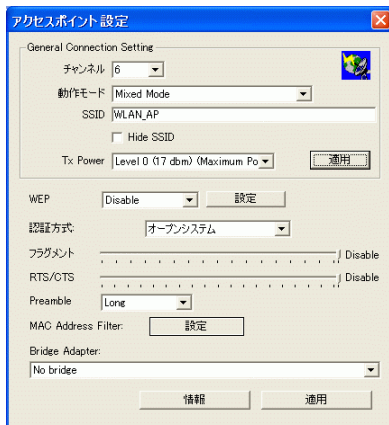 アクセスポイント 設定
General Connection Setting
チャンネル 6
動作モード Mixed Mode
SSID WLAN_AP
Hide SSID
Tx Power Level 0 (17 dbm) (Maximum Po 適用
WEP Disable 設定
認証方式: オープンシステム
フラグメント Disable
RTS/CTS Disable
Preamble Long
MAC Address Filter: 設定
Bridge Adapter:
No bridge
情報 適用